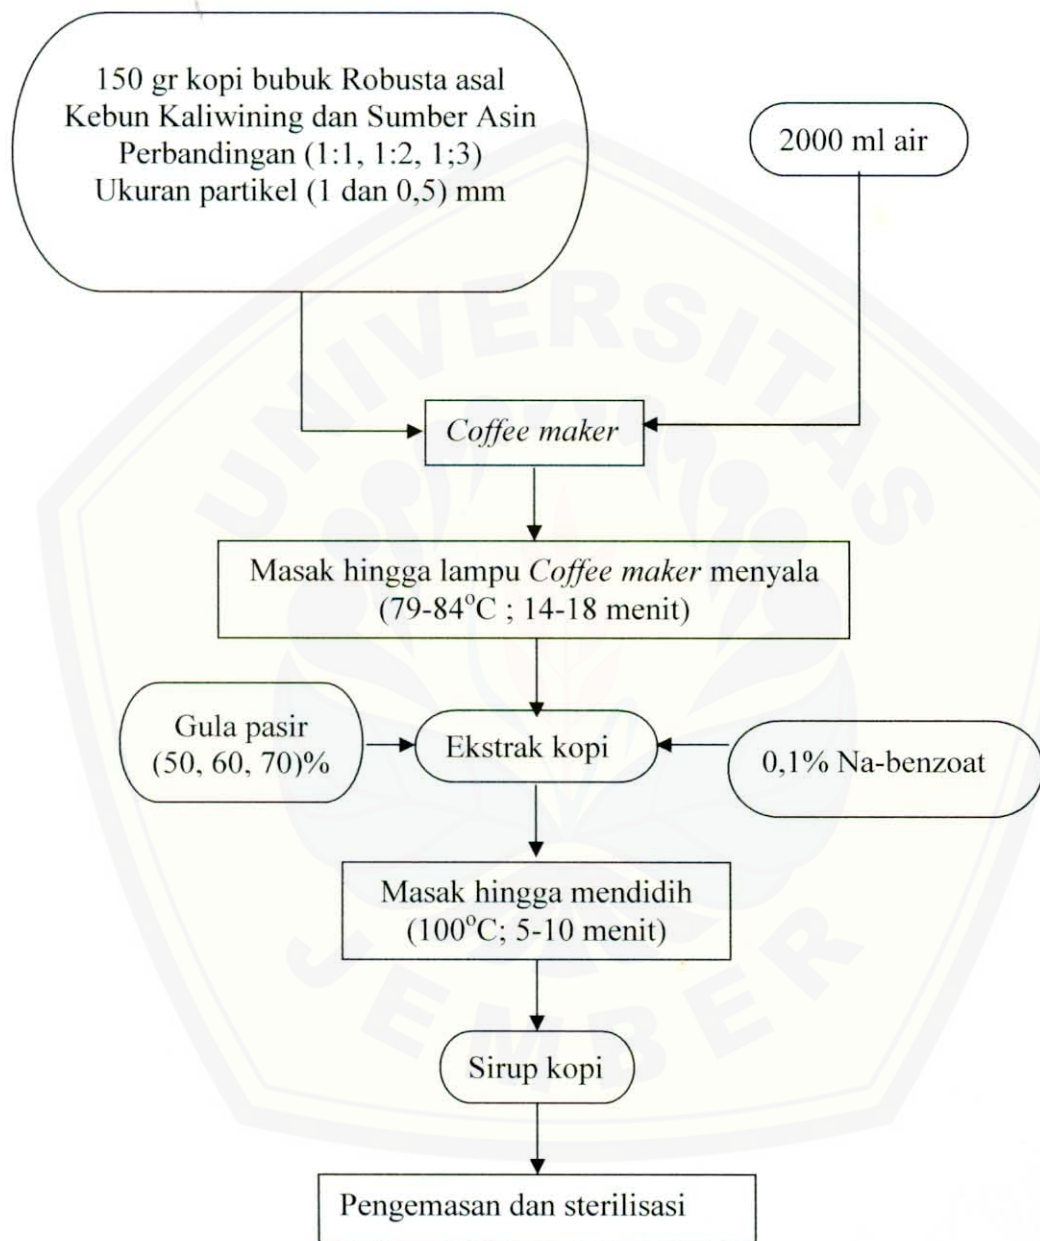 150 gr kopi bubuk Robusta asal
Kebun Kaliwining dan Sumber Asin
Perbandingan (1:1, 1:2, 1;3)
Ukuran partikel (1 dan 0,5) mm
2000 ml air
Coffee maker
Masak hingga lampu Coffee maker menyala
(79-84°C ; 14-18 menit)
Gula pasir
(50, 60, 70)%
Ekstrak kopi
0,1% Na-benzoat
Masak hingga mendidih
(100°C; 5-10 menit)
Sirup kopi
Pengemasan dan sterilisasi
UNIVERSITAS
JEMBER